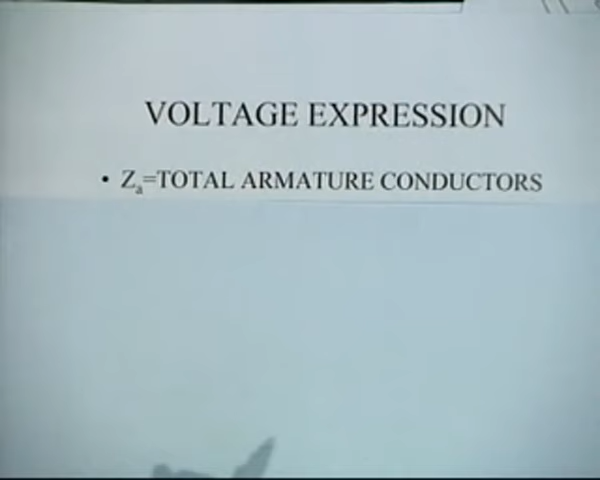 VOLTAGE EXPRESSION
• Zₐ=TOTAL ARMATURE CONDUCTORS